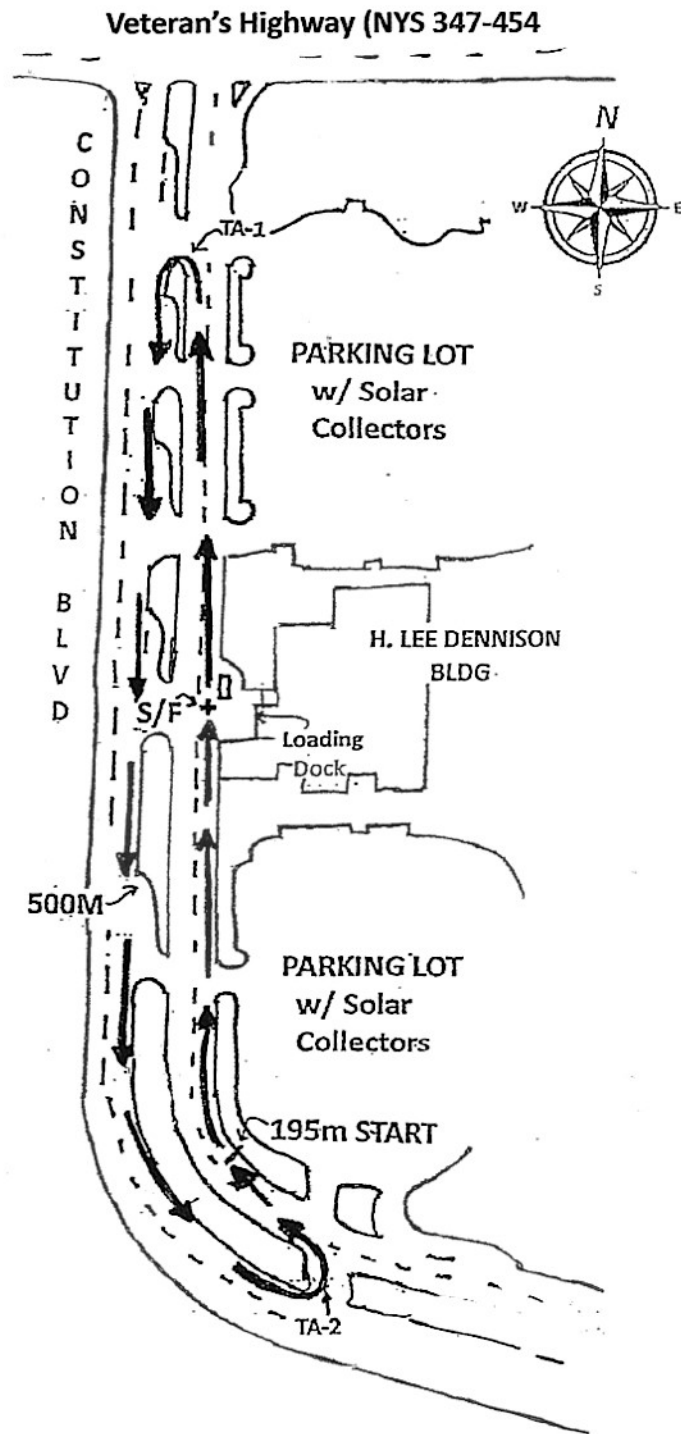 Veteran's Highway (NYS 347-454
CONSTITUTION BLVD
N
W
E
S
TA-1
PARKING LOT
w/ Solar
Collectors
H. LEE DENNISON
BLDG
S/F
Loading
Dock
500M
PARKING LOT
w/ Solar
Collectors
195m START
TA-2